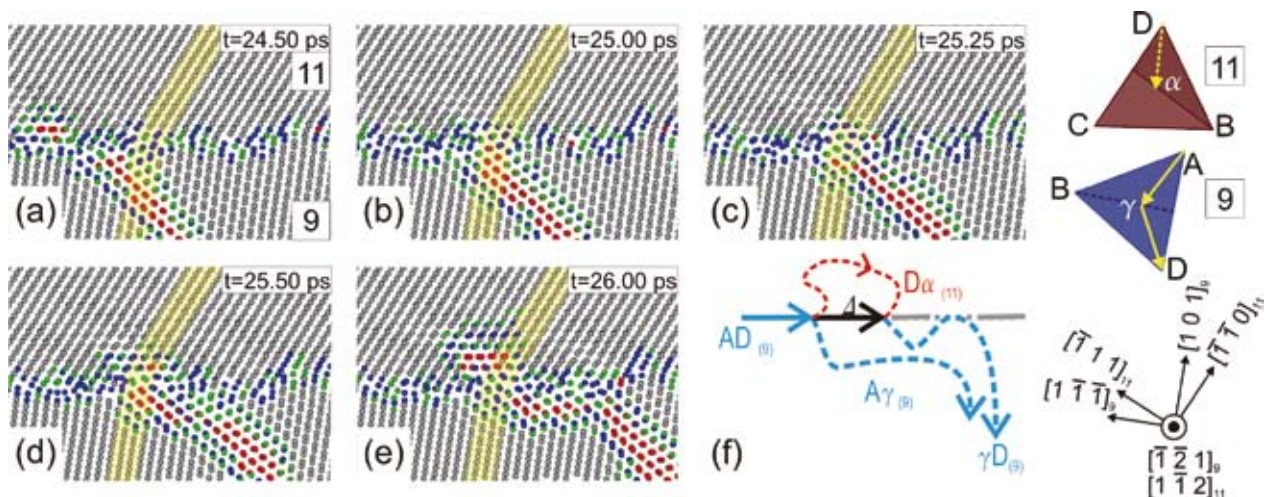 t=24.50 ps
11
(a)
9
t=25.00 ps
(b)
t=25.25 ps
(c)
D
α
11
C
B
A
B
9
γ
D
t=25.50 ps
(d)
t=26.00 ps
(e)
Dα (11)
Δ
AD (9)
Aγ (9)
γD (9)
(f)
[1 0 1]₉
[1̅ 1̅ 0]₁₁
[1̅ 1 1]₁₁
[1 1̅ 1̅]₉
[1̅ 2̅ 1]₉
[1 1̅ 2]₁₁